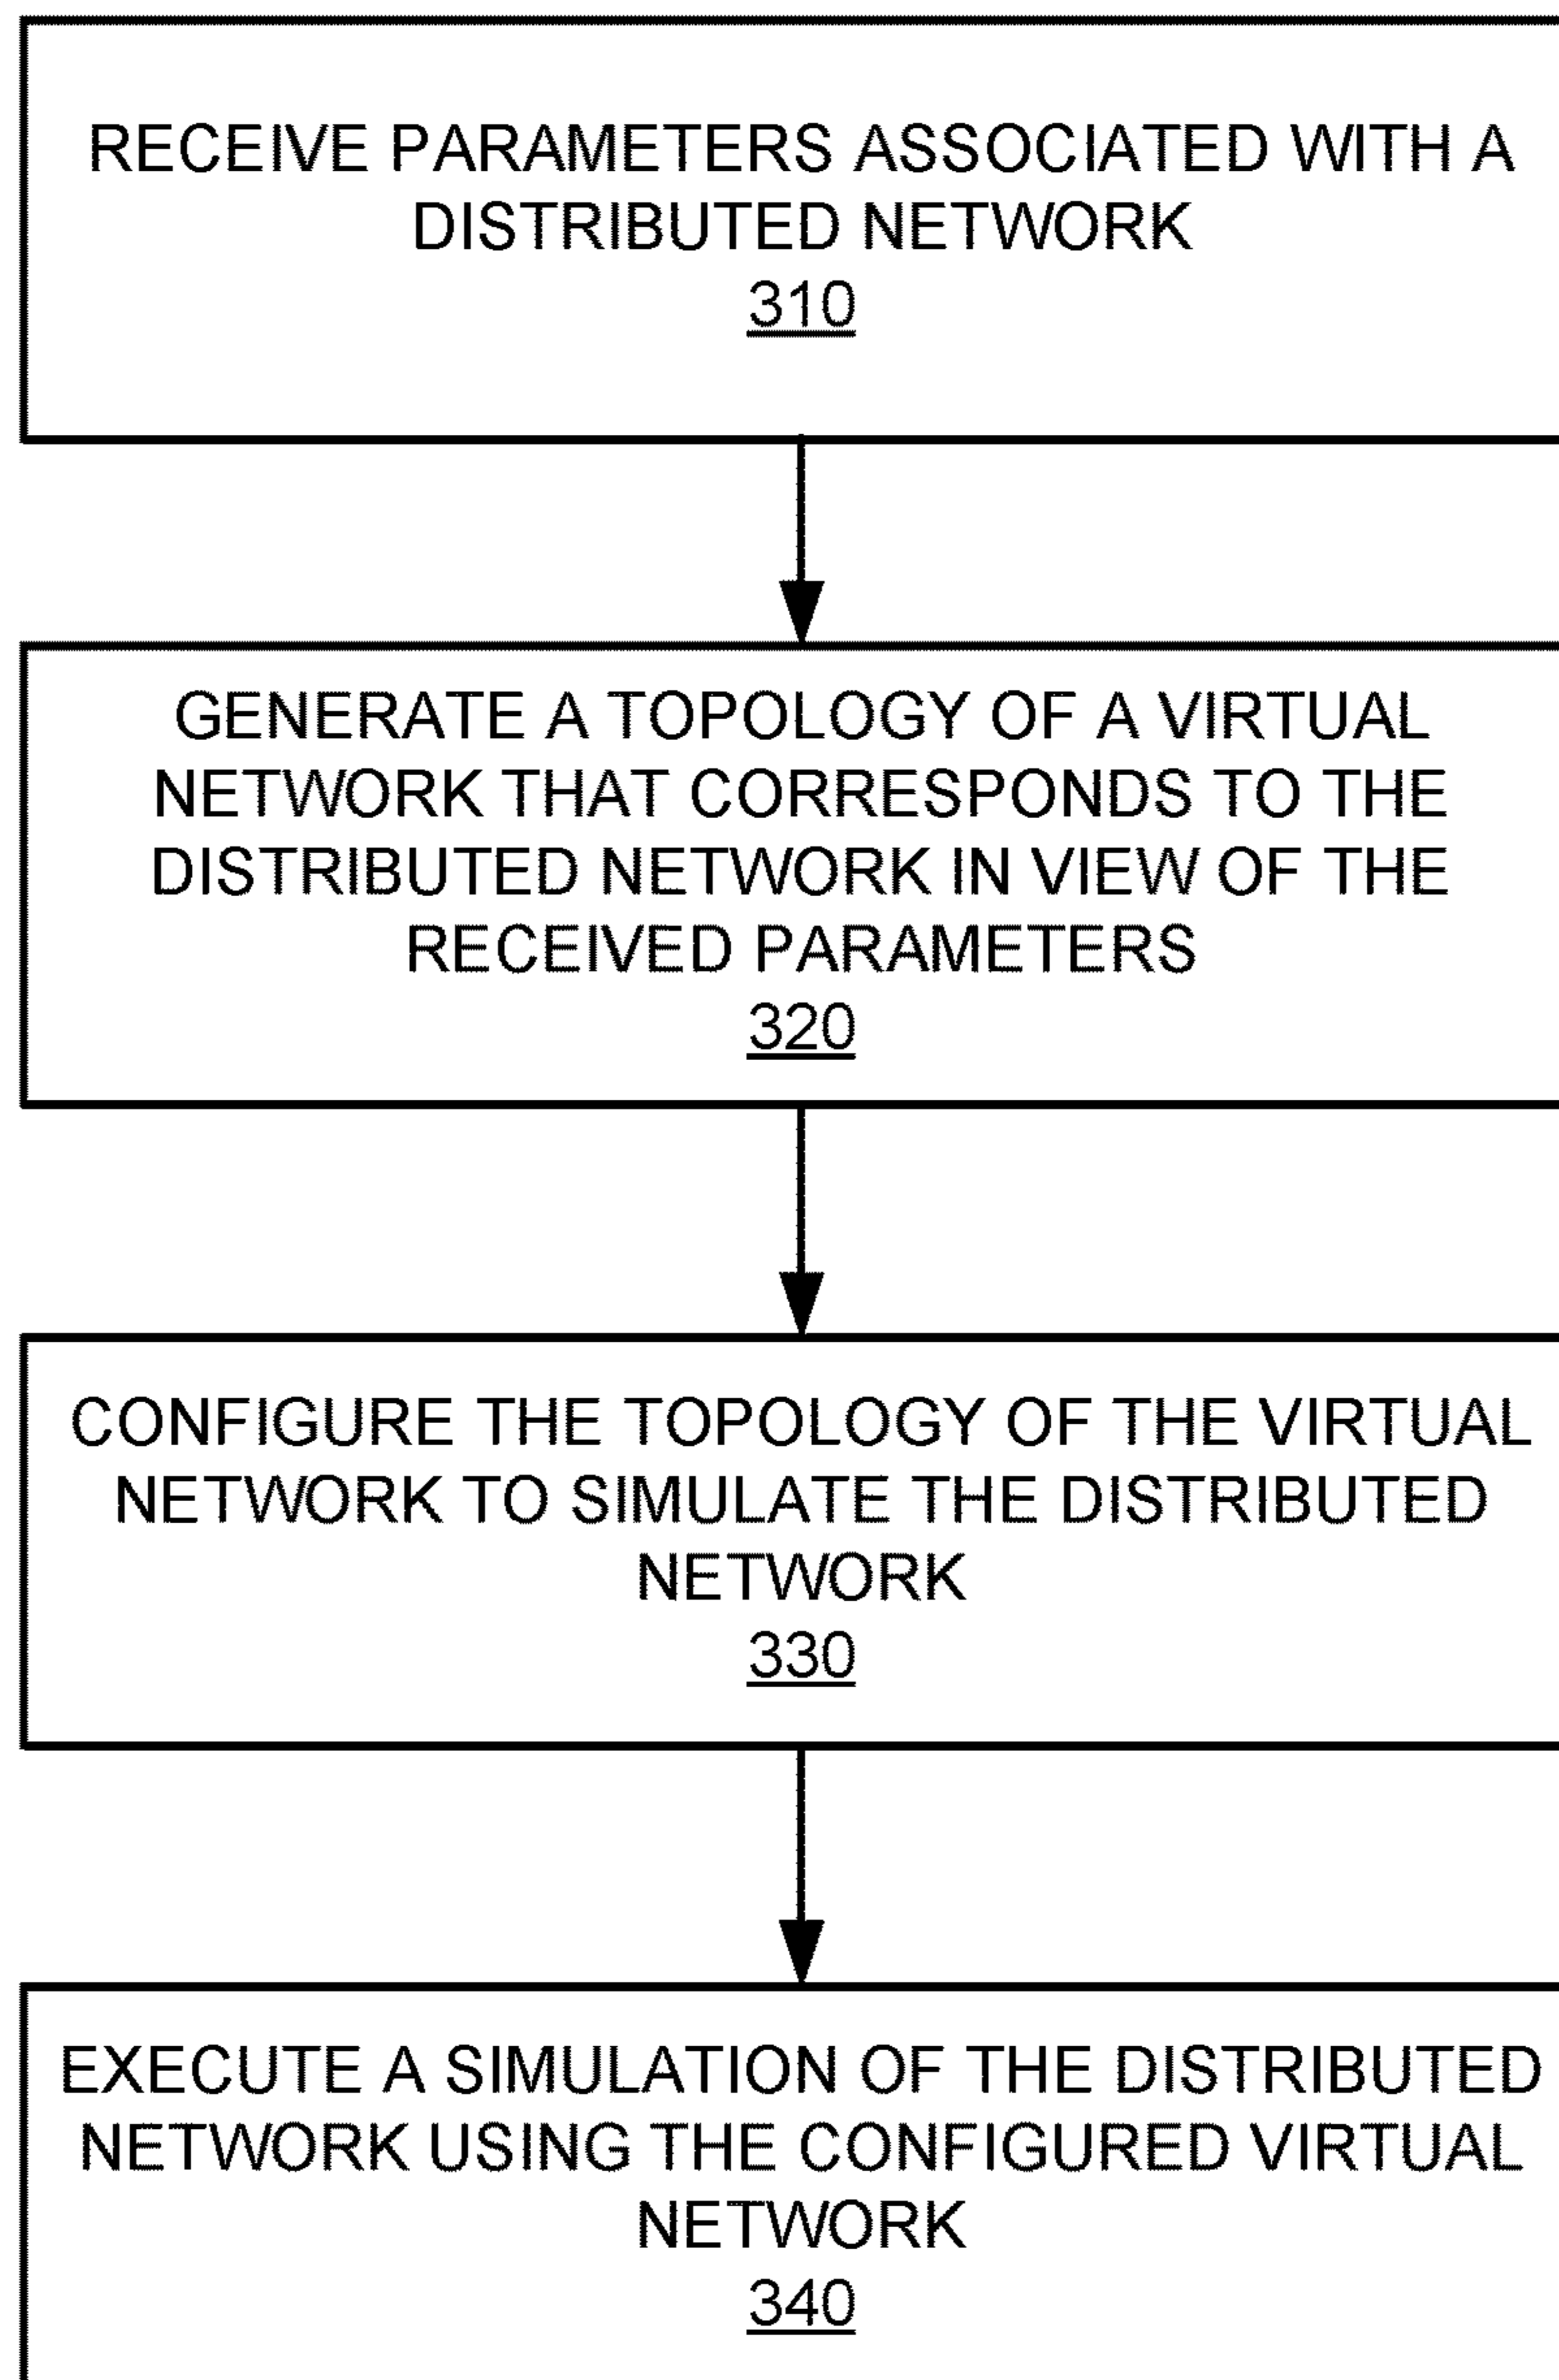 RECEIVE PARAMETERS ASSOCIATED WITH A
DISTRIBUTED NETWORK
310
GENERATE A TOPOLOGY OF A VIRTUAL
NETWORK THAT CORRESPONDS TO THE
DISTRIBUTED NETWORK IN VIEW OF THE
RECEIVED PARAMETERS
320
CONFIGURE THE TOPOLOGY OF THE VIRTUAL
NETWORK TO SIMULATE THE DISTRIBUTED
NETWORK
330
EXECUTE A SIMULATION OF THE DISTRIBUTED
NETWORK USING THE CONFIGURED VIRTUAL
NETWORK
340